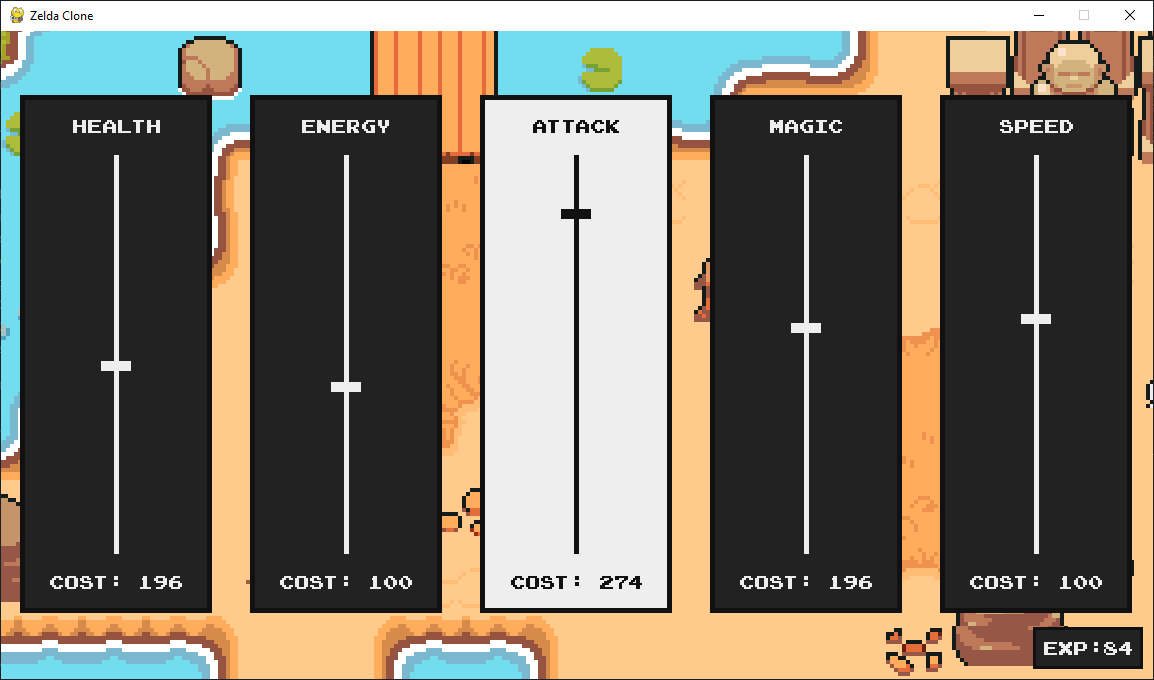 Zelda Clone
HEALTH
ENERGY
ATTACK
MAGIC
SPEED
COST: 196
COST: 100
COST: 274
COST: 196
COST: 100
EXP:84